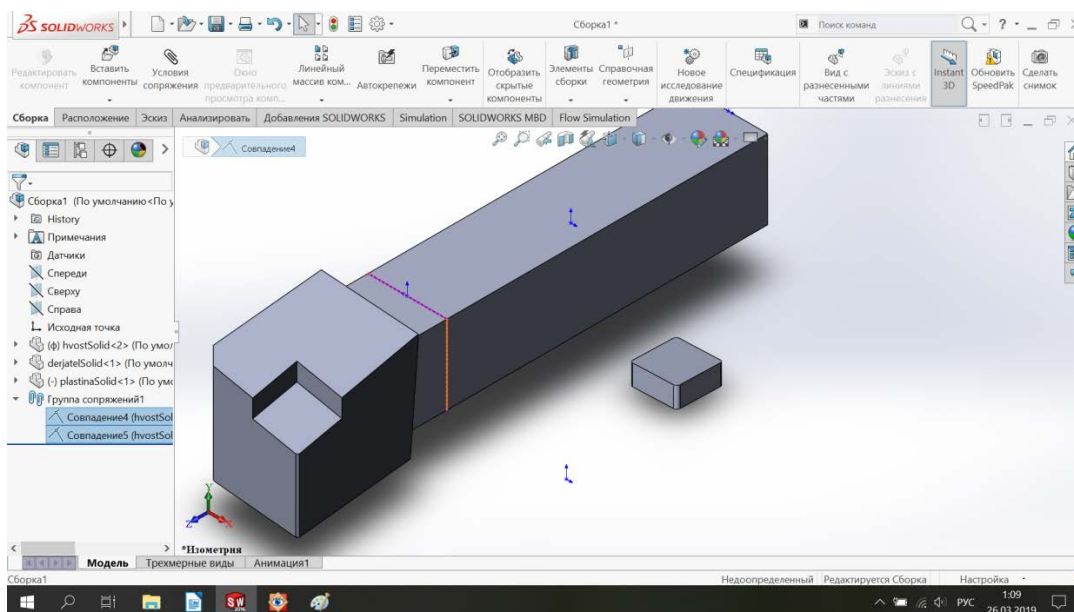 SOLIDWORKS
Сборка1 *
Поиск команд
Редактировать компонент
Вставить компоненты
Условия сопряжения
Окно предварительного просмотра комп...
Линейный массив ком...
Автокрепежи
Переместить компонент
Отобразить скрытые компоненты
Элементы сборки
Справочная геометрия
Новое исследование движения
Спецификация
Вид с разнесенными частями
Эскиз с линиями разнесения
Instant 3D
Обновить SpeedPak
Сделать снимок
Сборка Расположение Эскиз Анализировать Добавления SOLIDWORKS Simulation SOLIDWORKS MBD Flow Simulation
Совпадение4
Сборка1 (По умолчанию<По у
History
Примечания
Датчики
Спереди
Сверху
Справа
Исходная точка
(ф) hvostSolid<2> (По умол
derjatelSolid<1> (По умолч
(-) plastinaSolid<1> (По умо
Группа сопряжений1
Совпадение4 (hvostSol
Совпадение5 (hvostSol
Y
Z
X
*Изометрия
Модель Трехмерные виды Анимация1
Сборка1
Недоопределенный Редактируется Сборка Настройка
SW
2016
РУС
1:09
26.03.2019